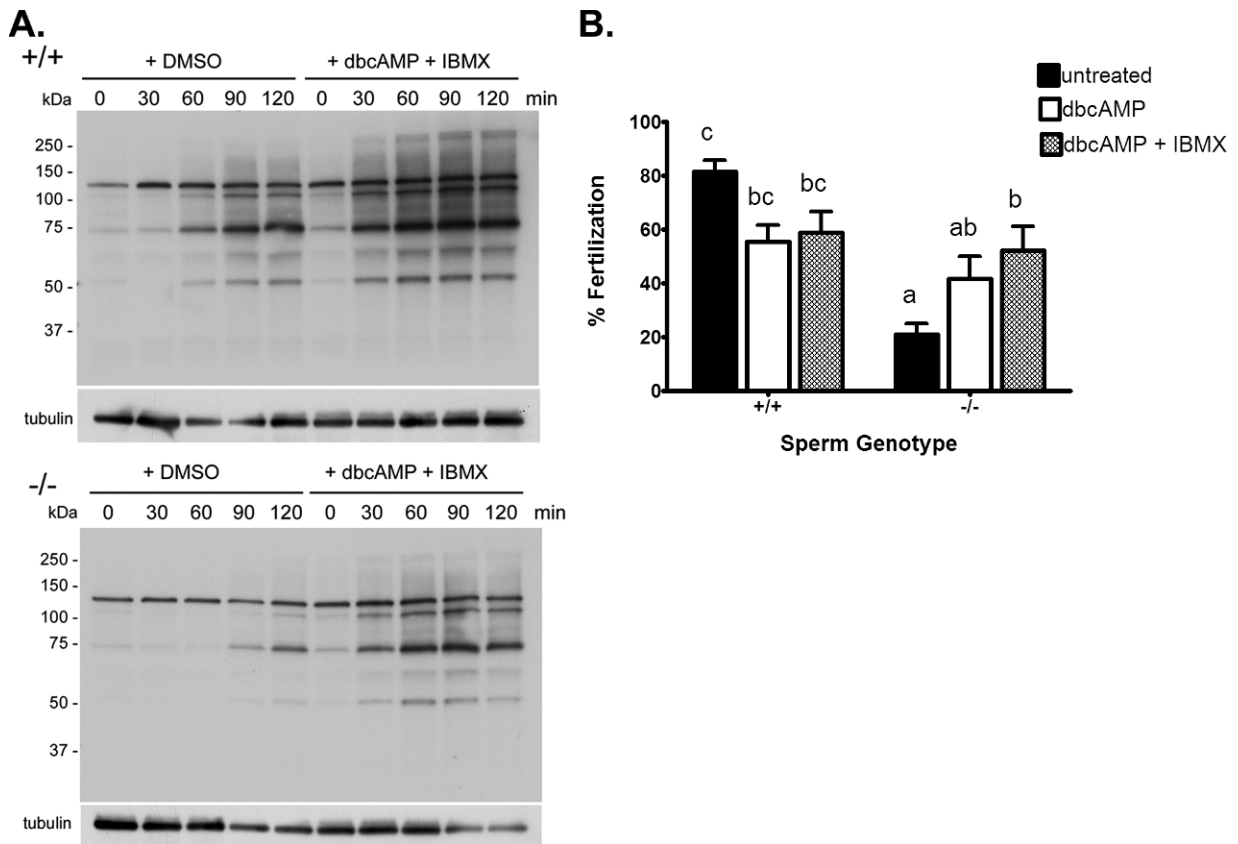 A.
+/+
+ DMSO + dbcAMP + IBMX
kDa 0 30 60 90 120 0 30 60 90 120 min
250 -
150 -
100 -
75 -
50 -
37 -
tubulin
-/-
+ DMSO + dbcAMP + IBMX
kDa 0 30 60 90 120 0 30 60 90 120 min
250 -
150 -
100 -
75 -
50 -
37 -
tubulin
B.
untreated
dbcAMP
dbcAMP + IBMX
% Fertilization
100
80
60
40
20
0
c
bc
bc
a
ab
b
+/+ -/-
Sperm Genotype